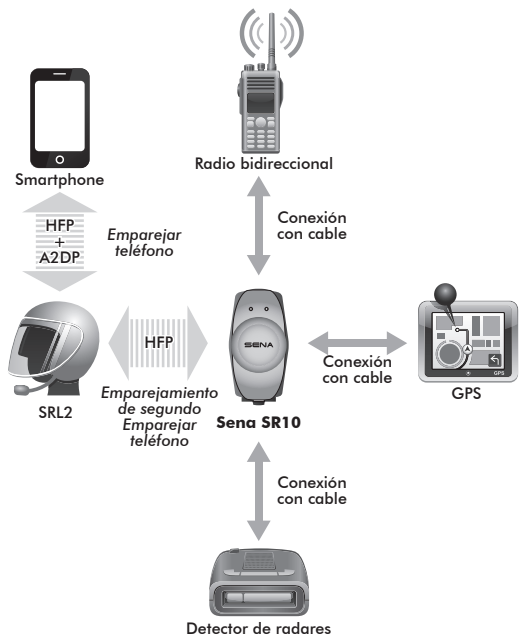 Radio bidireccional
Smartphone
HFP
+
A2DP
Emparejar
teléfono
Conexión
con cable
HFP
SENA
Conexión
con cable
GPS
GPS
SRL2
Emparejamiento
de segundo
Emparejar
teléfono
Sena SR10
Conexión
con cable
Detector de radares